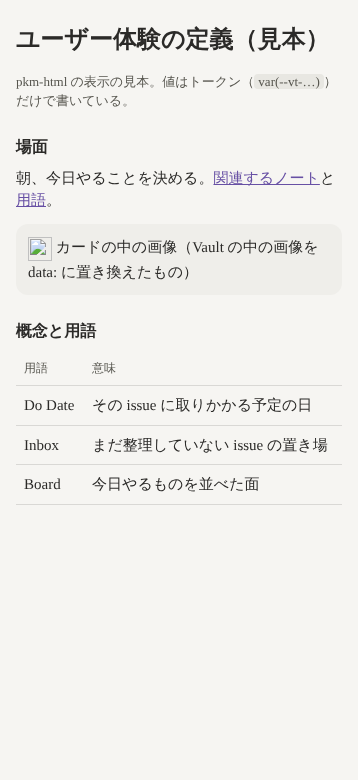 ユーザー体験の定義（見本）
pkm-html の表示の見本。値はトークン（ var(--vt-…) ）
だけで書いている。
場面
朝、今日やることを決める。関連するノートと
用語。
カードの中の画像（Vault の中の画像を
data: に置き換えたもの）
概念と用語
用語 意味
Do Date その issue に取りかかる予定の日
Inbox まだ整理していない issue の置き場
Board 今日やるものを並べた面